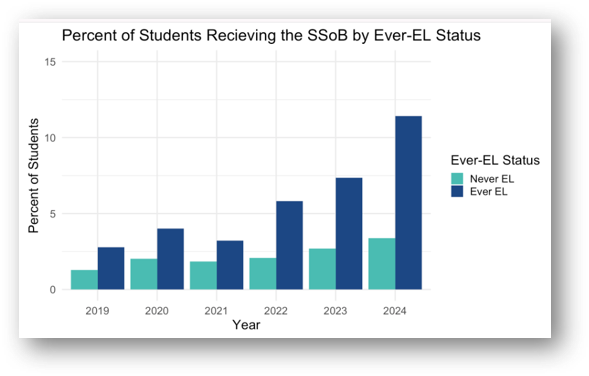 Percent of Students Recieving the SSoB by Ever-EL Status
15
10
5
0
Percent of Students
2019 2020 2021 2022 2023 2024
Year
Ever-EL Status
Never EL
Ever EL